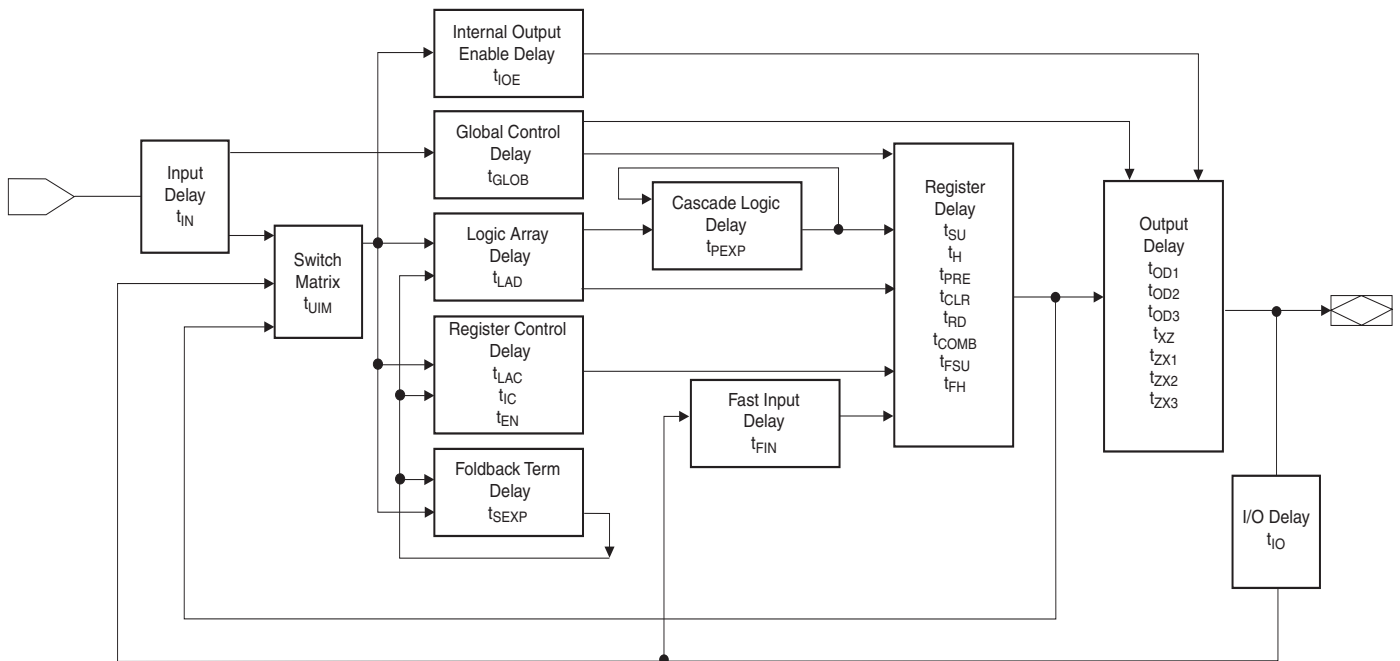 Internal Output
Enable Delay
tIOE
Global Control
Delay
tGLOB
Input
Delay
tIN
Switch
Matrix
tUIM
Logic Array
Delay
tLAD
Cascade Logic
Delay
tPEXP
Register Control
Delay
tLAC
tIC
tEN
Foldback Term
Delay
tSEXP
Fast Input
Delay
tFIN
Register
Delay
tSU
tH
tPRE
tCLR
tRD
tCOMB
tFSU
tFH
Output
Delay
tOD1
tOD2
tOD3
tXZ
tZX1
tZX2
tZX3
I/O Delay
tIO